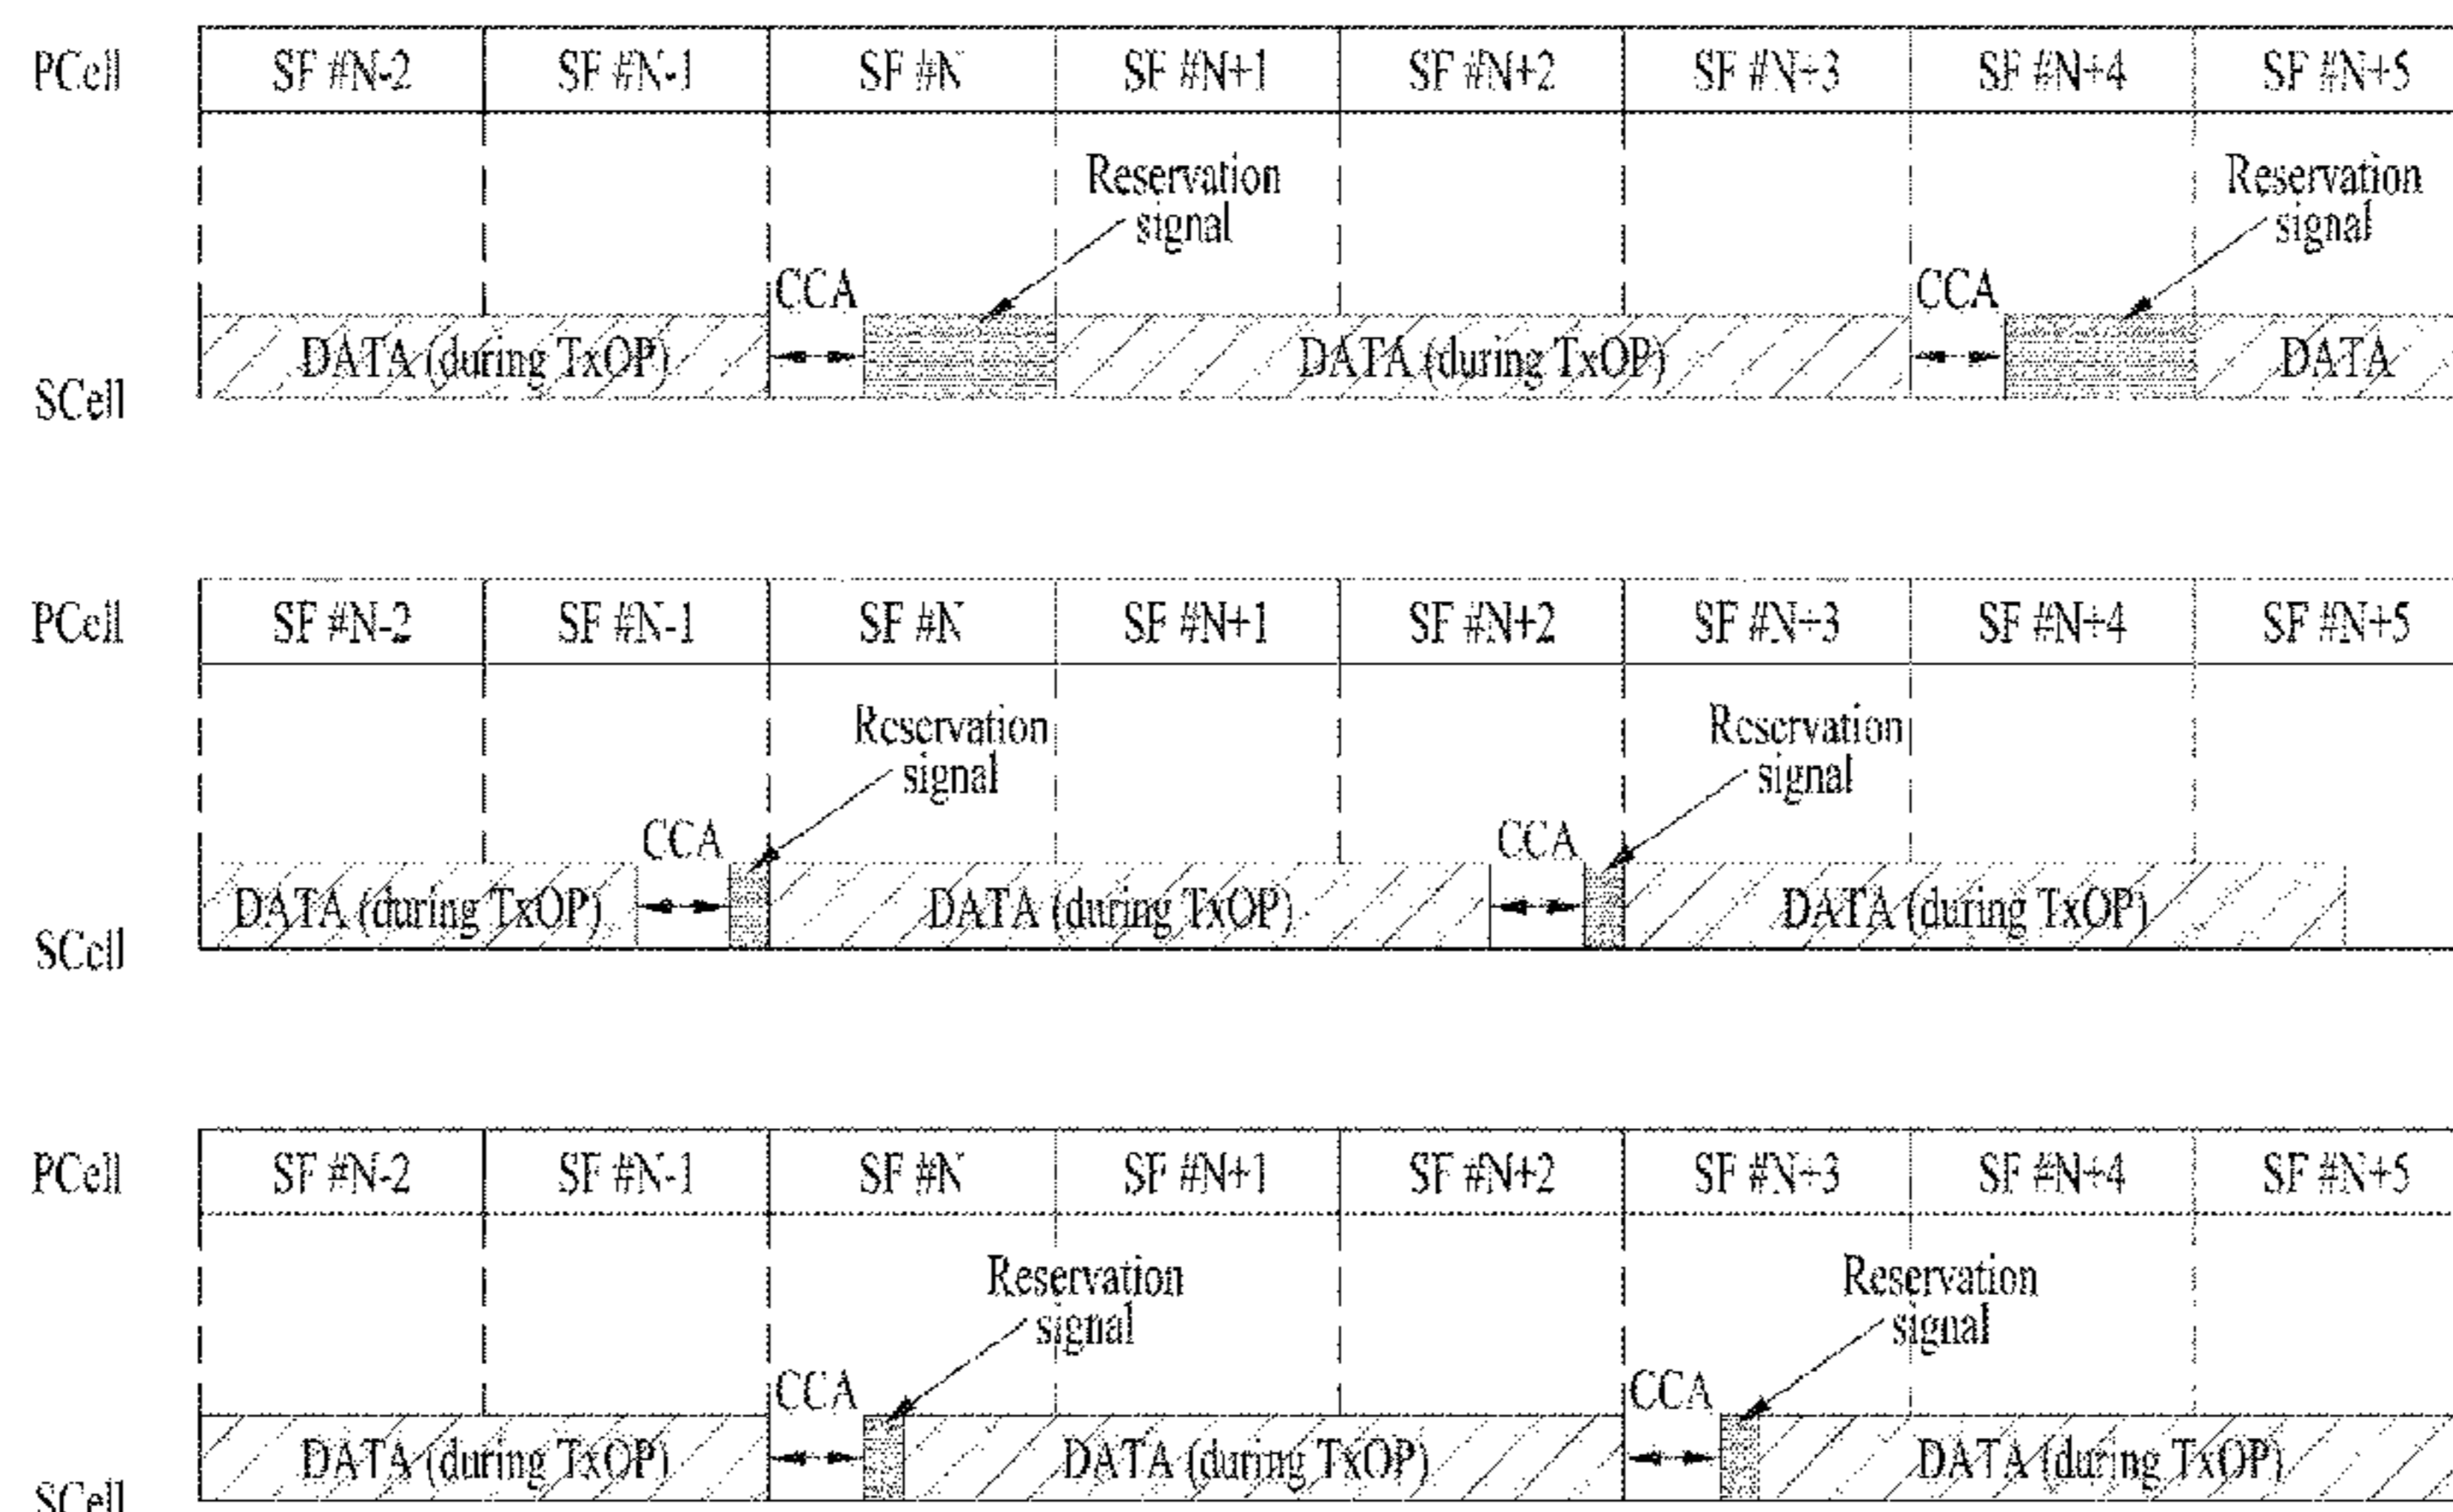 PCell SF #N-2 SF #N-1 SF #N SF #N+1 SF #N+2 SF #N+3 SF #N+4 SF #N+5
Reservation Reservation
signal signal
CCA CCA
DATA (during TxOP) DATA (during TxOP) DATA
SCell
PCell SF #N-2 SF #N-1 SF #N SF #N+1 SF #N+2 SF #N+3 SF #N+4 SF #N+5
Reservation Reservation
signal signal
CCA CCA
DATA (during TxOP) DATA (during TxOP) DATA (during TxOP)
SCell
PCell SF #N-2 SF #N-1 SF #N SF #N+1 SF #N+2 SF #N+3 SF #N+4 SF #N+5
Reservation Reservation
signal signal
CCA CCA
DATA (during TxOP) DATA (during TxOP) DATA (during TxOP)
SCell